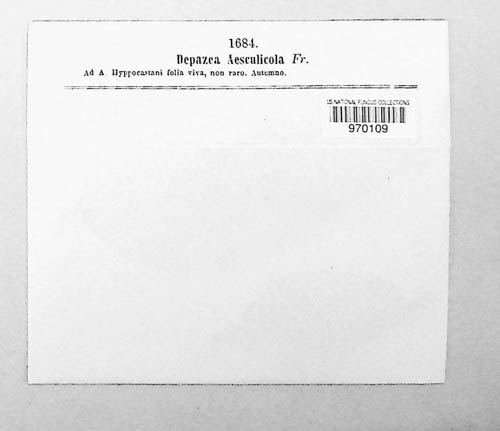 1684.
Depazea Aesculicola Fr.
Ad A. Hyppocastani folia viva, non raro. Autumno.
US NATIONAL FUNGUS COLLECTIONS
970109